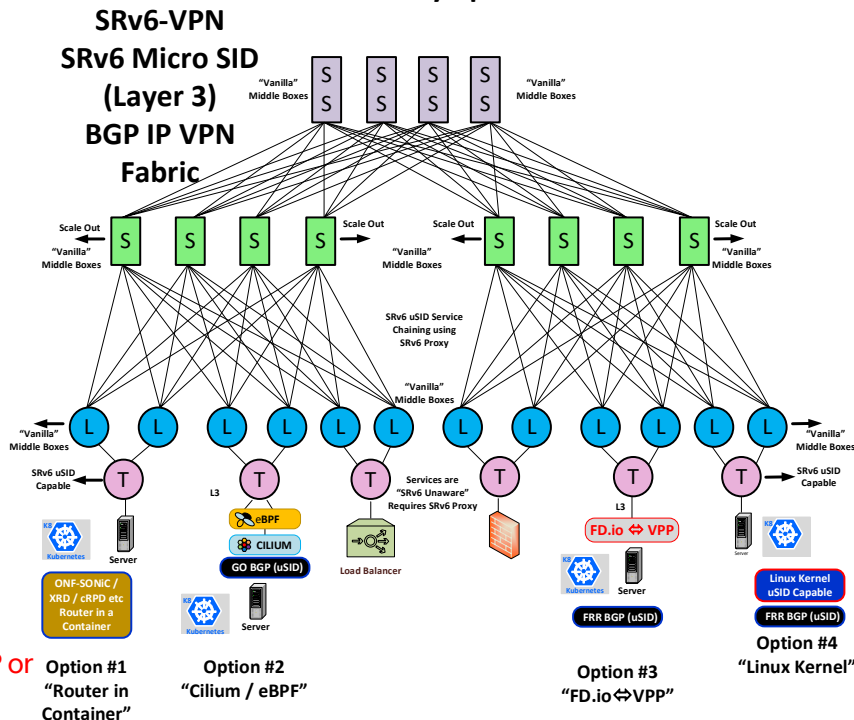 SRv6-VPN
SRv6 Micro SID
(Layer 3)
BGP IP VPN
Fabric
"Vanilla"
Middle Boxes
S
S
S
S
S
S
S
S
"Vanilla"
Middle Boxes
Scale Out
"Vanilla"
Middle Boxes
S
S
S
S
Scale Out
"Vanilla"
Middle Boxes
Scale Out
S
S
S
S
Scale Out
"Vanilla"
Middle Boxes
SRv6 uSID Service
Chaining using
SRv6 Proxy
"Vanilla"
Middle Boxes
"Vanilla"
Middle Boxes
L
L
L
L
L
L
L
L
L
L
L
L
"Vanilla"
Middle Boxes
SRv6 uSID
Capable
T
T
T
T
T
T
SRv6 uSID
Capable
Services are
"SRv6 Unaware"
Requires SRv6 Proxy
L3
L3
K8
Kubernetes
Server
ONF-SONiC /
XRD / cRPD etc
Router in a
Container
eBPF
CILIUM
GO BGP (uSID)
K8
Kubernetes
Server
Load Balancer
FD.io ⇔ VPP
K8
Kubernetes
Server
FRR BGP (uSID)
Server
K8
Kubernetes
Linux Kernel
uSID Capable
FRR BGP (uSID)
or
Option #1
"Router in
Container"
Option #2
"Cilium / eBPF"
Option #3
"FD.io⇔VPP"
Option #4
"Linux Kernel"